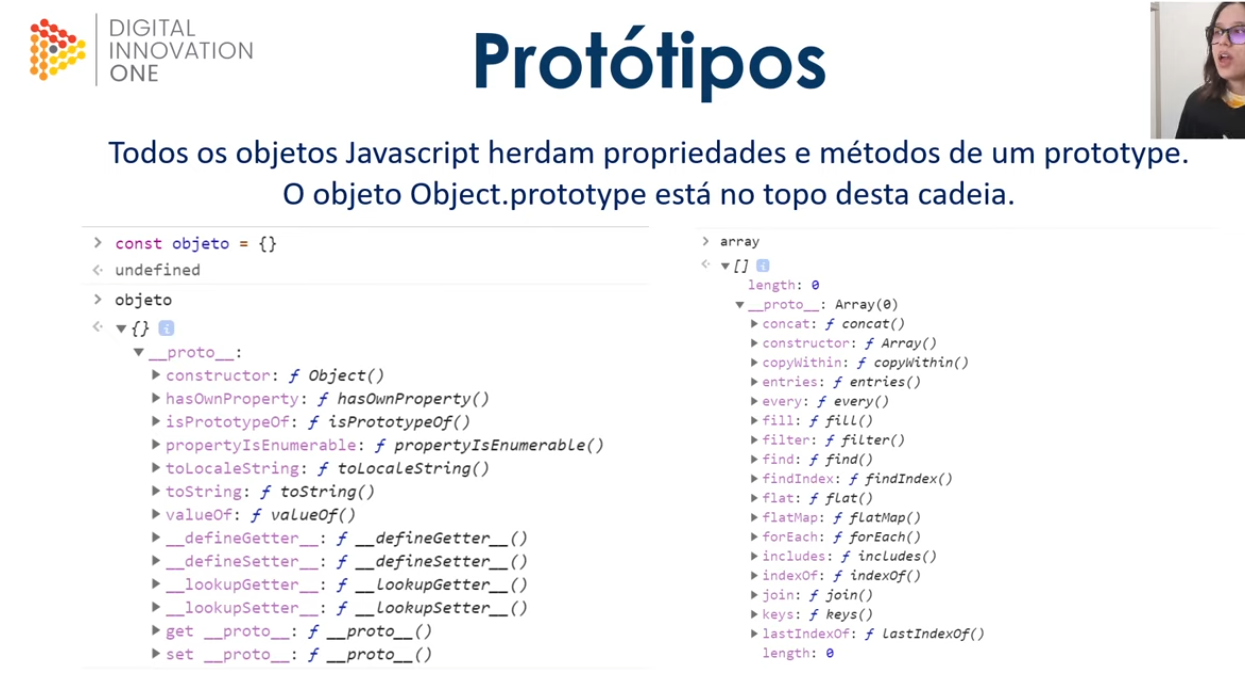 DIGITAL
INNOVATION
ONE
Protótipos
Todos os objetos Javascript herdam propriedades e métodos de um prototype.
O objeto Object.prototype está no topo desta cadeia.
> const objeto = {}
undefined
> objeto
▼{} i
▼__proto__:
▶constructor: ƒ Object()
▶hasOwnProperty: ƒ hasOwnProperty()
▶isPrototypeOf: ƒ isPrototypeOf()
▶propertyIsEnumerable: ƒ propertyIsEnumerable()
▶toLocaleString: ƒ toLocaleString()
▶toString: ƒ toString()
▶valueOf: ƒ valueOf()
▶__defineGetter__: ƒ __defineGetter__()
▶__defineSetter__: ƒ __defineSetter__()
▶__lookupGetter__: ƒ __lookupGetter__()
▶__lookupSetter__: ƒ __lookupSetter__()
▶get __proto__: ƒ __proto__()
▶set __proto__: ƒ __proto__()
> array
▼[] i
length: 0
▼__proto__: Array(0)
▶concat: ƒ concat()
▶constructor: ƒ Array()
▶copyWithin: ƒ copyWithin()
▶entries: ƒ entries()
▶every: ƒ every()
▶fill: ƒ fill()
▶filter: ƒ filter()
▶find: ƒ find()
▶findIndex: ƒ findIndex()
▶flat: ƒ flat()
▶flatMap: ƒ flatMap()
▶forEach: ƒ forEach()
▶includes: ƒ includes()
▶indexOf: ƒ indexOf()
▶join: ƒ join()
▶keys: ƒ keys()
▶lastIndexOf: ƒ lastIndexOf()
length: 0